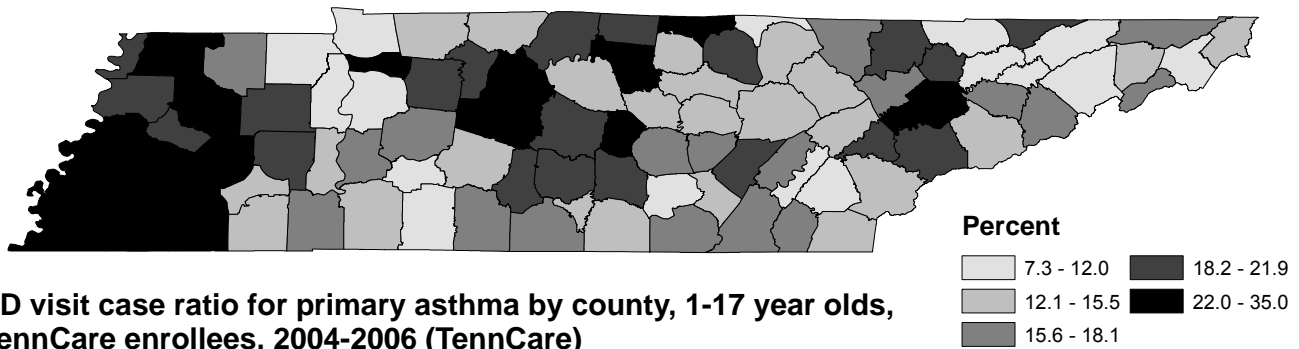 Percent
7.3 - 12.0
12.1 - 15.5
15.6 - 18.1
18.2 - 21.9
22.0 - 35.0
D visit case ratio for primary asthma by county, 1-17 year olds,
ennCare enrollees, 2004-2006 (TennCare)